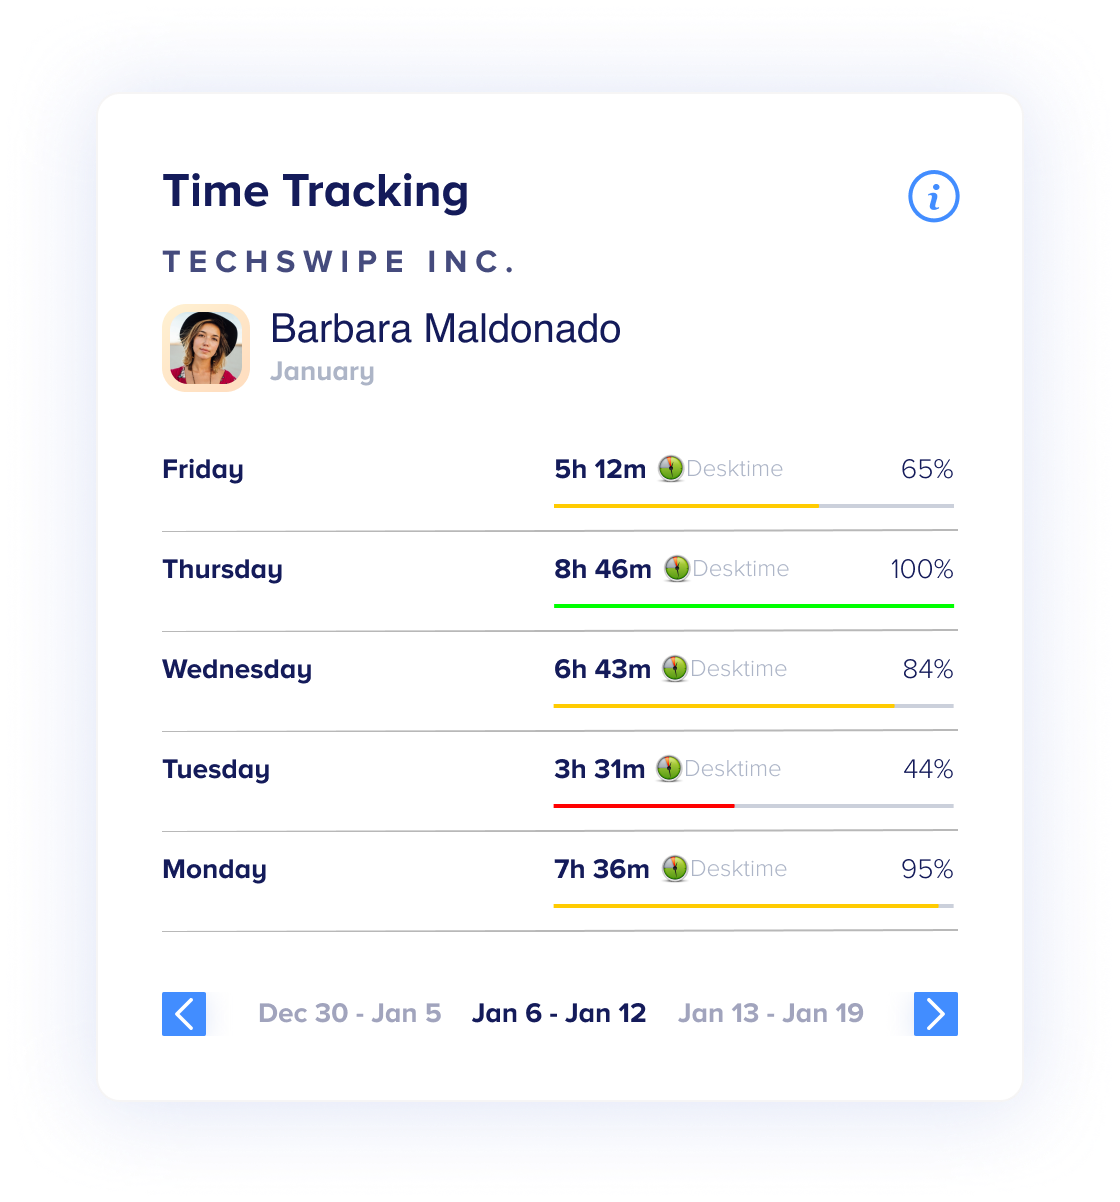 Time Tracking
i
TECHSWIPE INC.
Barbara Maldonado
January
Friday 5h 12m Desktime 65%
Thursday 8h 46m Desktime 100%
Wednesday 6h 43m Desktime 84%
Tuesday 3h 31m Desktime 44%
Monday 7h 36m Desktime 95%
Dec 30 - Jan 5 Jan 6 - Jan 12 Jan 13 - Jan 19